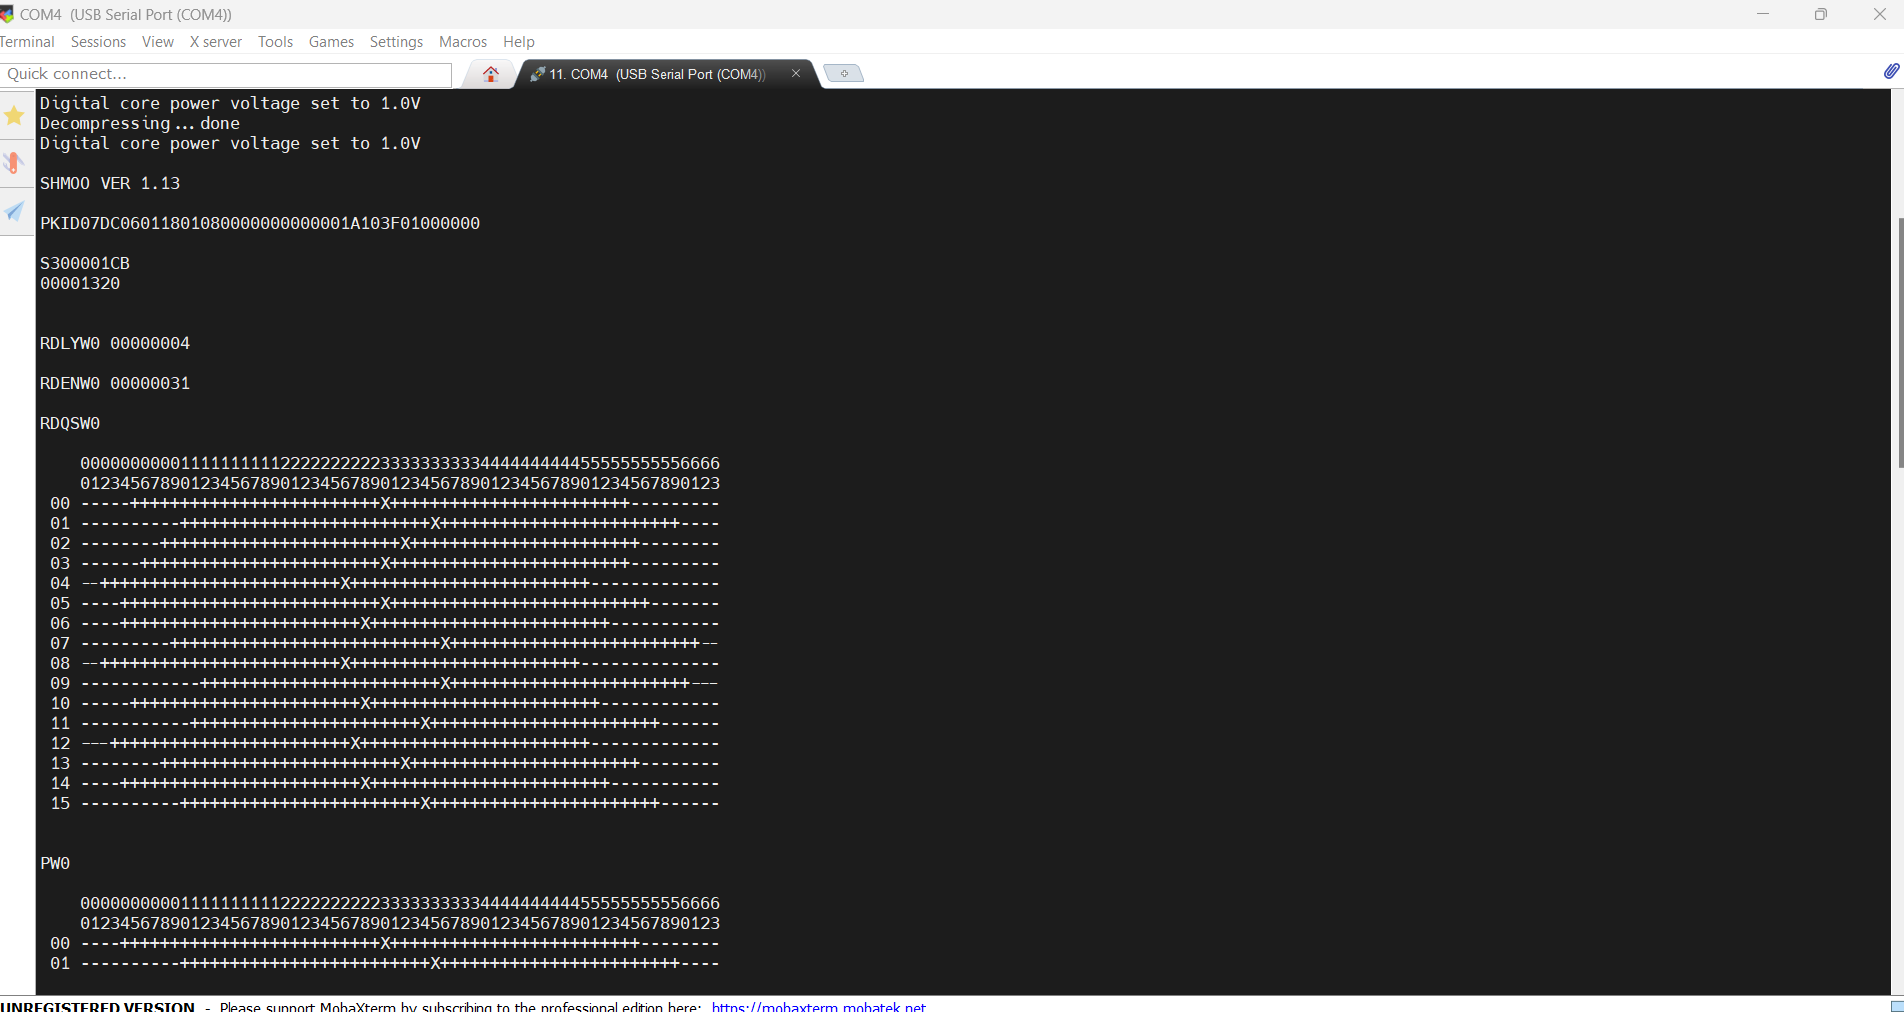 COM4 (USB Serial Port (COM4))
Terminal Sessions View X server Tools Games Settings Macros Help
Quick connect...
11. COM4 (USB Serial Port (COM4))
Digital core power voltage set to 1.0V
Decompressing...done
Digital core power voltage set to 1.0V
SHMOO VER 1.13
PKID07DC060118010800000000000001A103F01000000
S300001CB
00001320
RDLYW0 00000004
RDENW0 00000031
RDQSW0
0000000000111111111122222222223333333333444444444455555555556666
0123456789012345678901234567890123456789012345678901234567890123
00 -----+++++++++++++++++++++++++X++++++++++++++++++++++++---------
01 ----------+++++++++++++++++++++++++X++++++++++++++++++++++++----
02 --------++++++++++++++++++++++++X+++++++++++++++++++++++--------
03 ------++++++++++++++++++++++++X++++++++++++++++++++++++---------
04 --++++++++++++++++++++++++X++++++++++++++++++++++++-------------
05 ----++++++++++++++++++++++++++X++++++++++++++++++++++++++-------
06 ----++++++++++++++++++++++++X++++++++++++++++++++++++-----------
07 ---------+++++++++++++++++++++++++++X+++++++++++++++++++++++++--
08 --++++++++++++++++++++++++X+++++++++++++++++++++++--------------
09 ------------++++++++++++++++++++++++X++++++++++++++++++++++++---
10 -----+++++++++++++++++++++++X+++++++++++++++++++++++------------
11 -----------+++++++++++++++++++++++X+++++++++++++++++++++++------
12 ---++++++++++++++++++++++++X+++++++++++++++++++++++-------------
13 --------++++++++++++++++++++++++X+++++++++++++++++++++++--------
14 ----++++++++++++++++++++++++X++++++++++++++++++++++++-----------
15 ----------++++++++++++++++++++++++X+++++++++++++++++++++++------
PW0
0000000000111111111122222222223333333333444444444455555555556666
0123456789012345678901234567890123456789012345678901234567890123
00 ----++++++++++++++++++++++++++X+++++++++++++++++++++++++--------
01 ----------+++++++++++++++++++++++++X++++++++++++++++++++++++----
UNREGISTERED VERSION - Please support MobaXterm by subscribing to the professional edition here: https://mobaxterm.mobatek.net